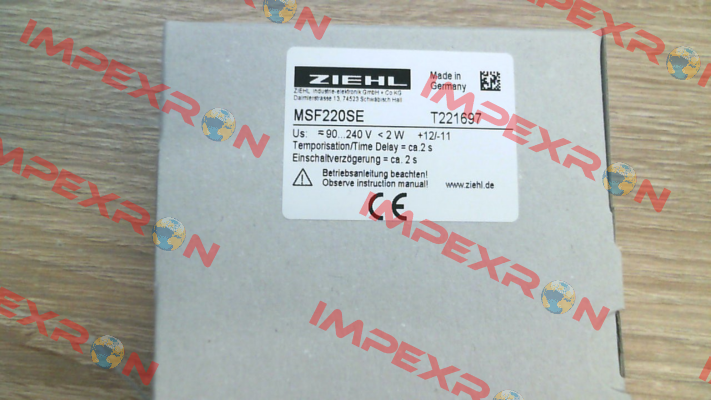 ZIEHL
Made in
Germany
ZIEHL industrie-elektronik GmbH + Co KG
Daimlerstrasse 13, 74523 Schwäbisch Hall
MSF220SE T221697
Us: ≂ 90...240 V < 2 W +12/-11
Temporisation/Time Delay = ca.2 s
Einschaltverzögerung = ca. 2 s
Betriebsanleitung beachten!
Observe instruction manual! www.ziehl.de
CE
IMPEXRON
IMPEXRON
IMPEXRON
IMPEXRON
IMPEXRON
IMPEXRON